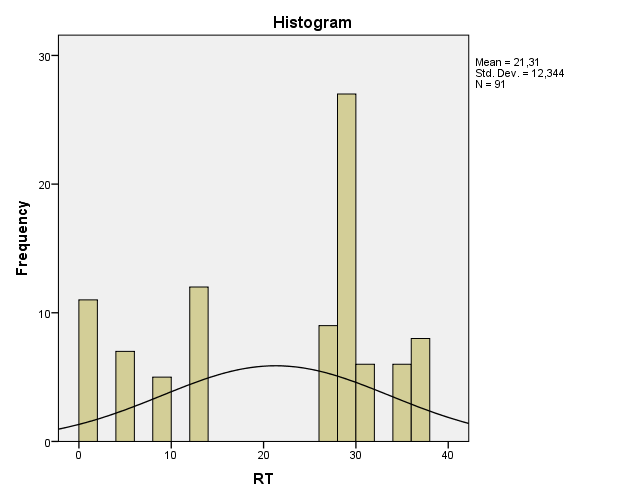 Histogram
Mean = 21,31
Std. Dev. = 12,344
N = 91
30
20
10
0
Frequency
0 10 20 30 40
RT